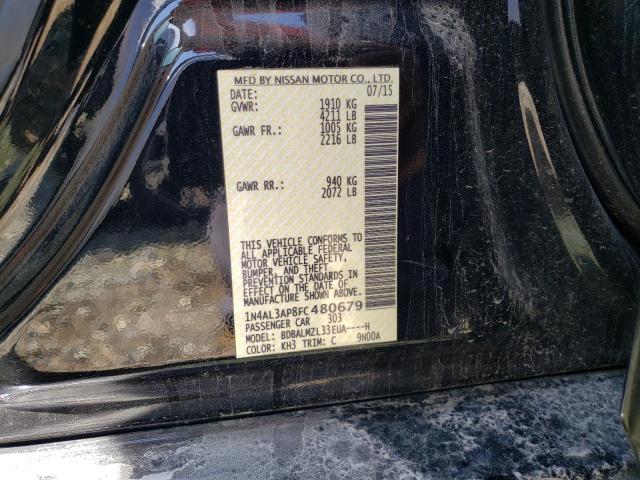 MFD BY NISSAN MOTOR CO., LTD.
DATE: 07/15
GVWR: 1910 KG
4211 LB
GAWR FR.: 1005 KG
2216 LB
GAWR RR.: 940 KG
2072 LB
THIS VEHICLE CONFORMS TO
ALL APPLICABLE FEDERAL
MOTOR VEHICLE SAFETY,
BUMPER, AND THEFT
PREVENTION STANDARDS IN
EFFECT ON THE DATE OF
MANUFACTURE SHOWN ABOVE.
1N4AL3AP8FC480679
PASSENGER CAR 303
MODEL: BDBALMZL33EUA----H
COLOR: KH3 TRIM: C 9N00A